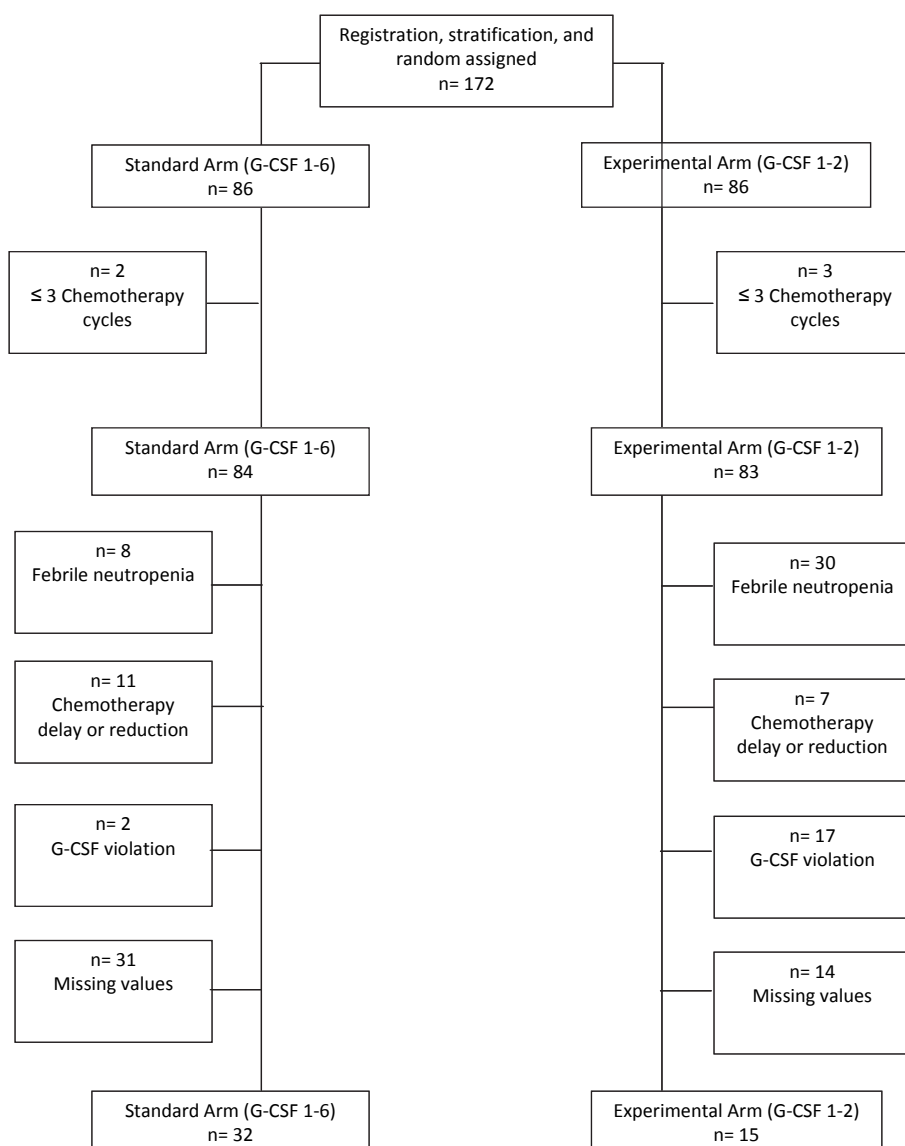 Registration, stratification, and
random assigned
n= 172
Standard Arm (G-CSF 1-6)
n= 86
Experimental Arm (G-CSF 1-2)
n= 86
n= 2
≤ 3 Chemotherapy
cycles
n= 3
≤ 3 Chemotherapy
cycles
Standard Arm (G-CSF 1-6)
n= 84
Experimental Arm (G-CSF 1-2)
n= 83
n= 8
Febrile neutropenia
n= 30
Febrile neutropenia
n= 11
Chemotherapy
delay or reduction
n= 7
Chemotherapy
delay or reduction
n= 2
G-CSF violation
n= 17
G-CSF violation
n= 31
Missing values
n= 14
Missing values
Standard Arm (G-CSF 1-6)
n= 32
Experimental Arm (G-CSF 1-2)
n= 15